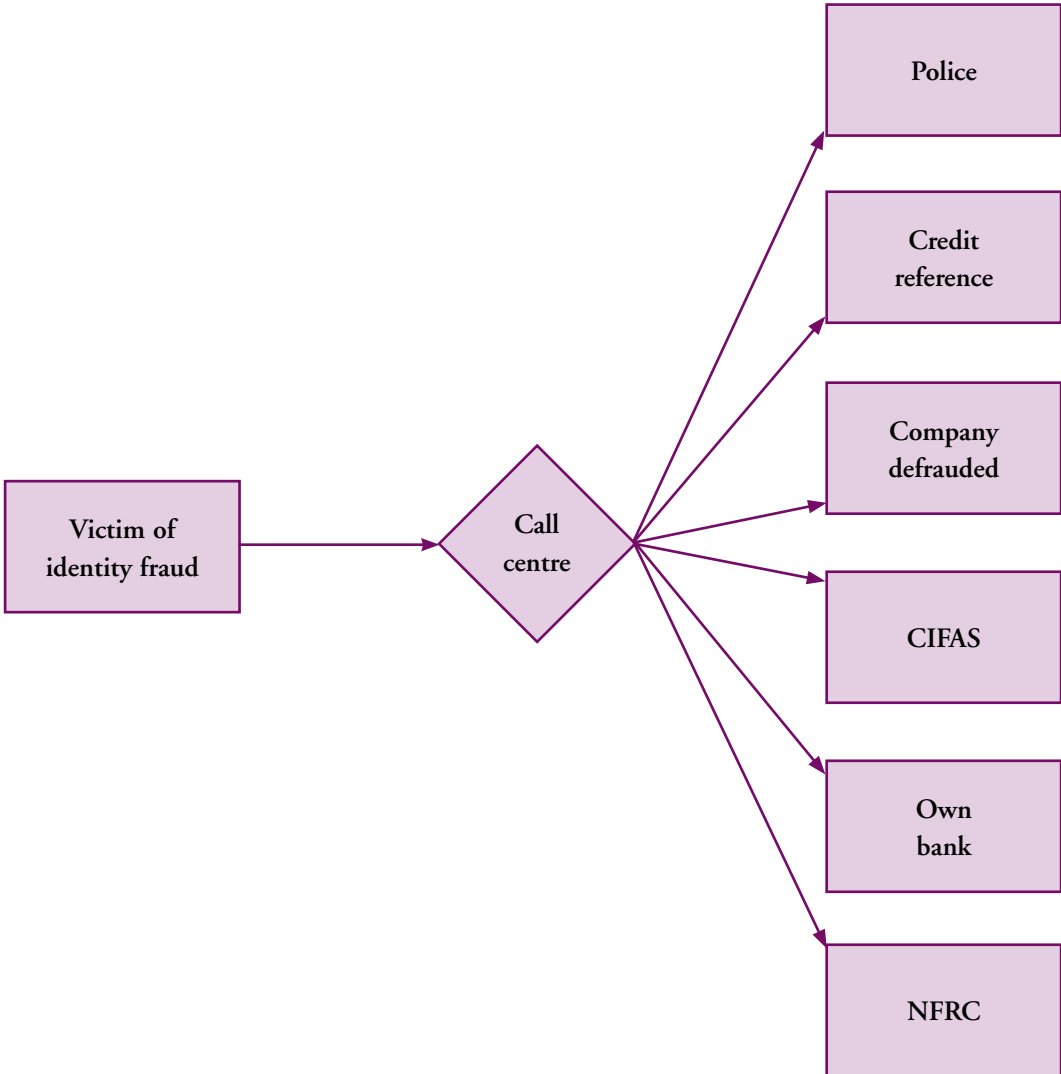 Police
Credit
reference
Company
defrauded
Victim of
identity fraud
Call
centre
CIFAS
Own
bank
NFRC